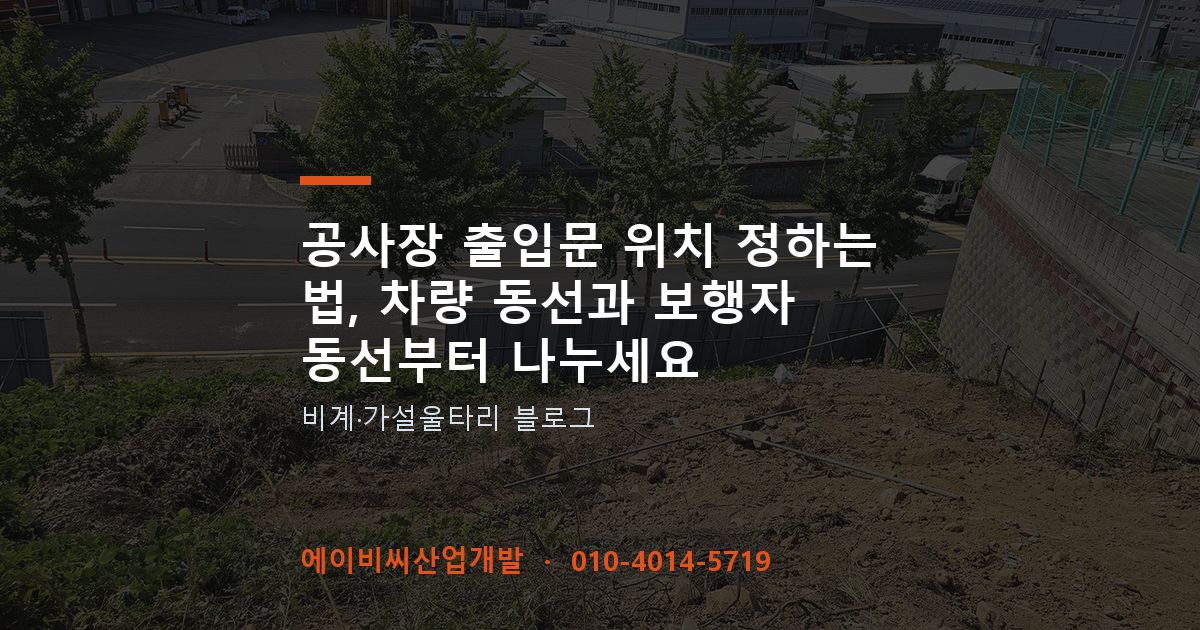 공사장 출입문 위치 정하는
법, 차량 동선과 보행자
동선부터 나누세요
비계·가설울타리 블로그
에이비씨산업개발 · 010-4014-5719